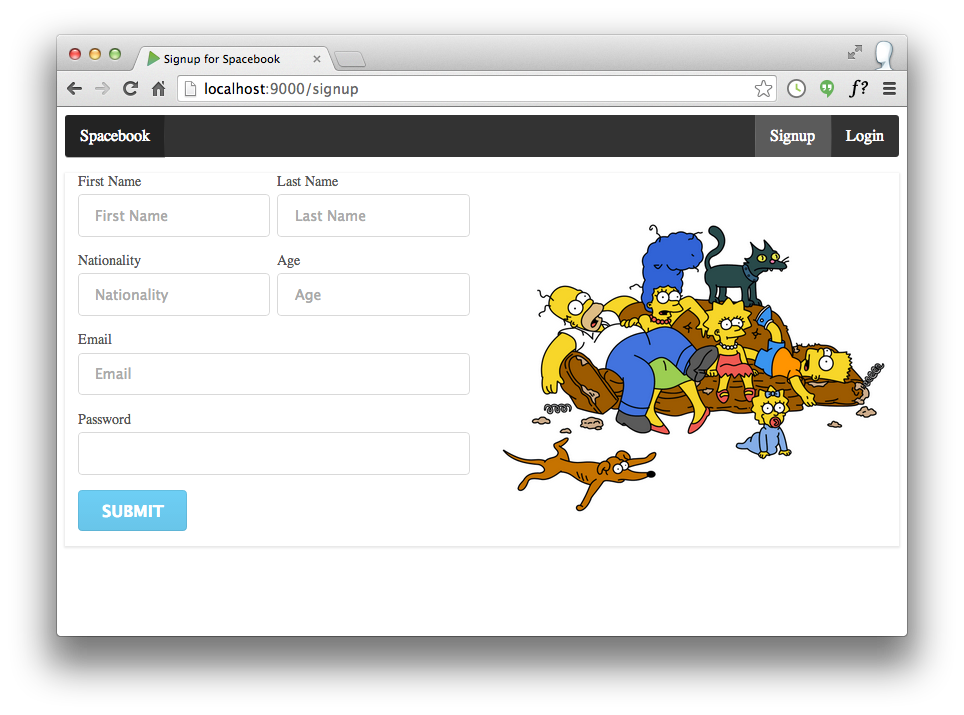 Signup for Spacebook
localhost:9000/signup
f?
Spacebook Signup Login
First Name Last Name
First Name Last Name
Nationality Age
Nationality Age
Email
Email
Password
SUBMIT